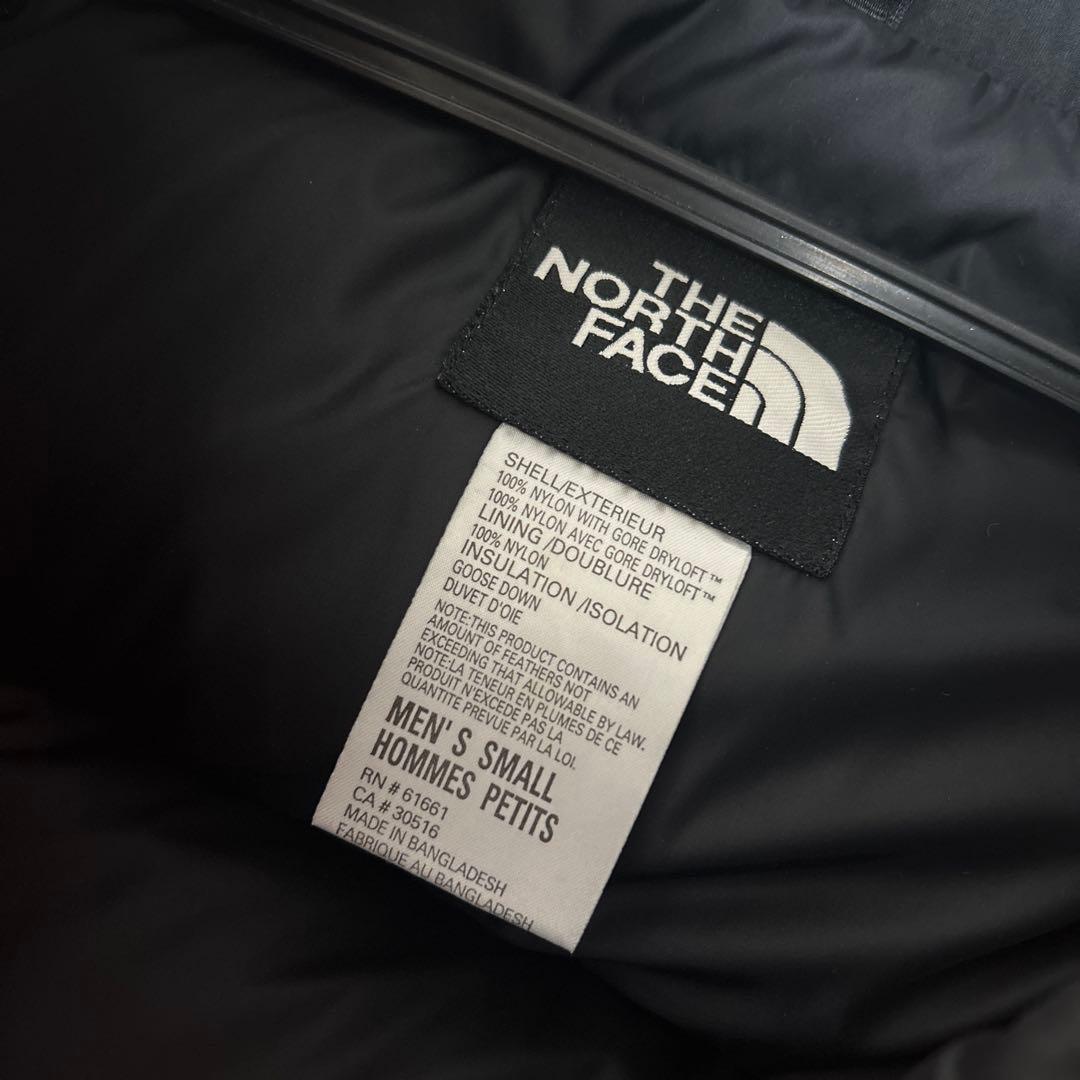 THE
NORTH
FACE
SHELL/EXTERIEUR
100% NYLON WITH GORE DRYLOFT™
100% NYLON AVEC GORE DRYLOFT™
LINING /DOUBLURE
100% NYLON
INSULATION /ISOLATION
GOOSE DOWN
DUVET D'OIE
NOTE:THIS PRODUCT CONTAINS AN
AMOUNT OF FEATHERS NOT
EXCEEDING THAT ALLOWABLE BY LAW.
NOTE:LA TENEUR EN PLUMES DE CE
PRODUIT N'EXCEDE PAS LA
QUANTITE PREVUE PAR LA LOI.
MEN'S SMALL
HOMMES PETITS
RN # 61661
CA # 30516
MADE IN BANGLADESH
FABRIQUE AU BANGLADESH